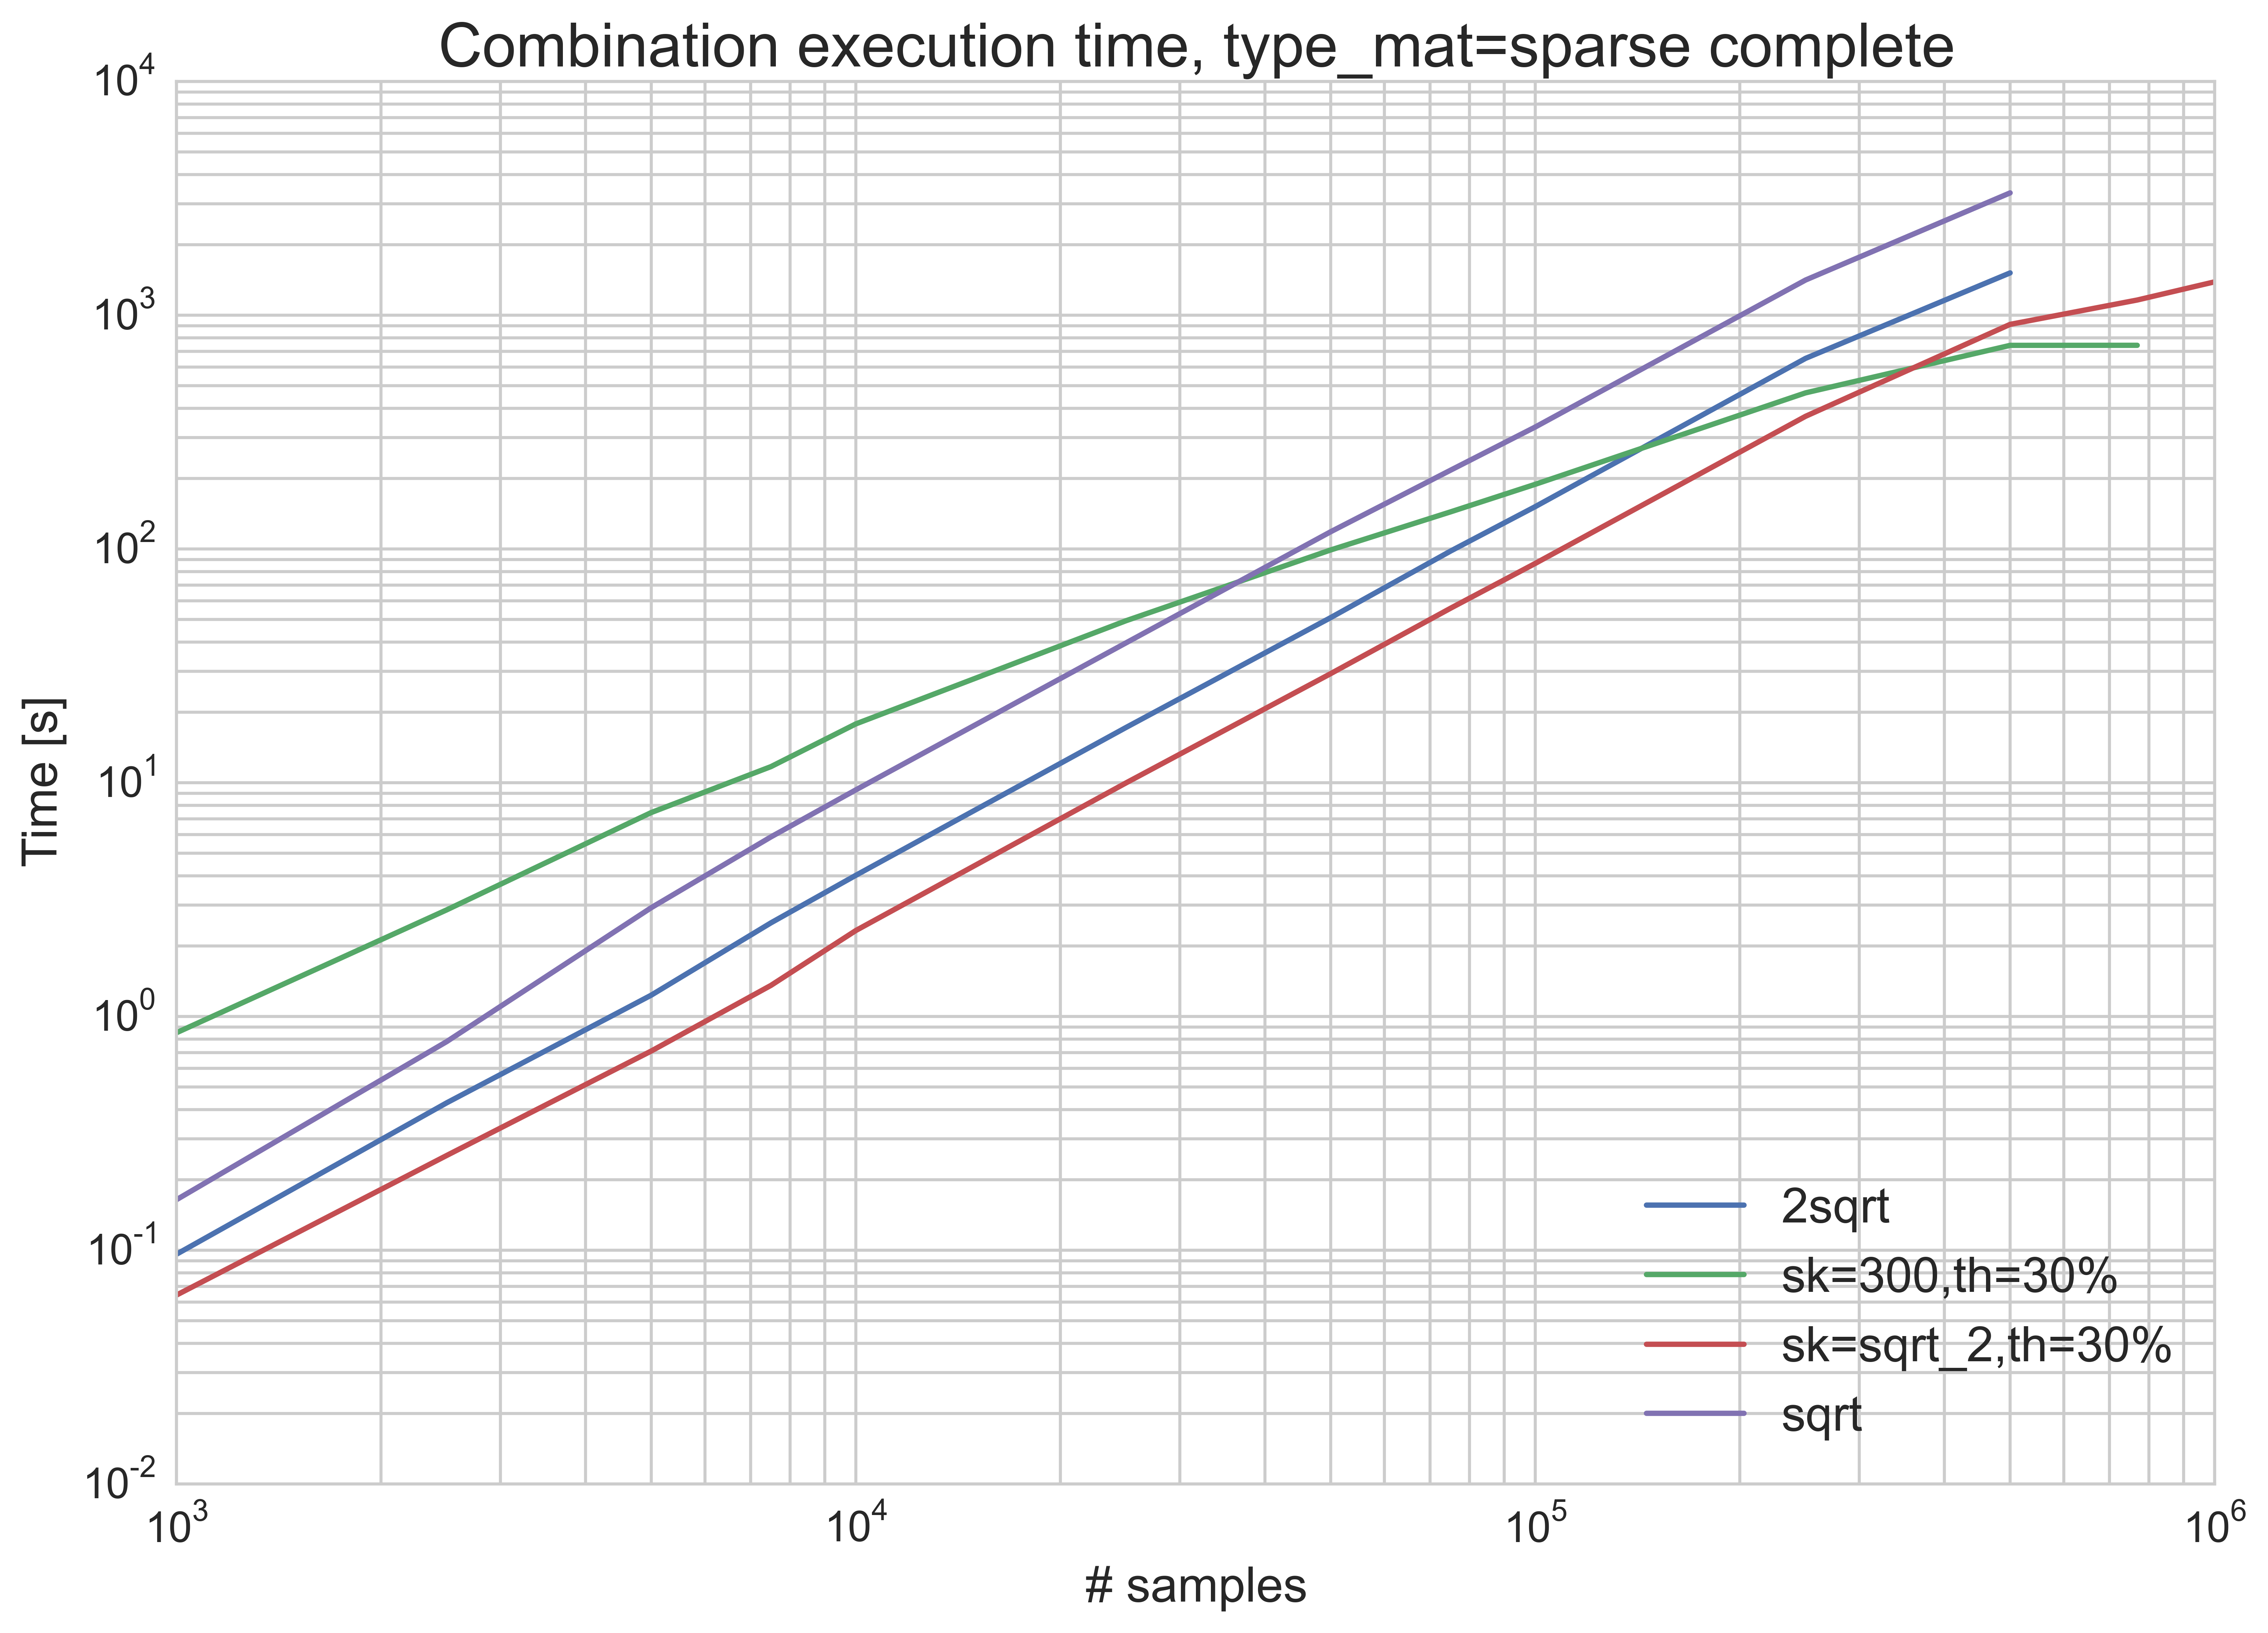 Combination execution time, type_mat=sparse complete
10^4
10^3
10^2
10^1
10^0
10^-1
10^-2
Time [s]
2sqrt
sk=300,th=30%
sk=sqrt_2,th=30%
sqrt
10^3 10^4 10^5 10^6
# samples